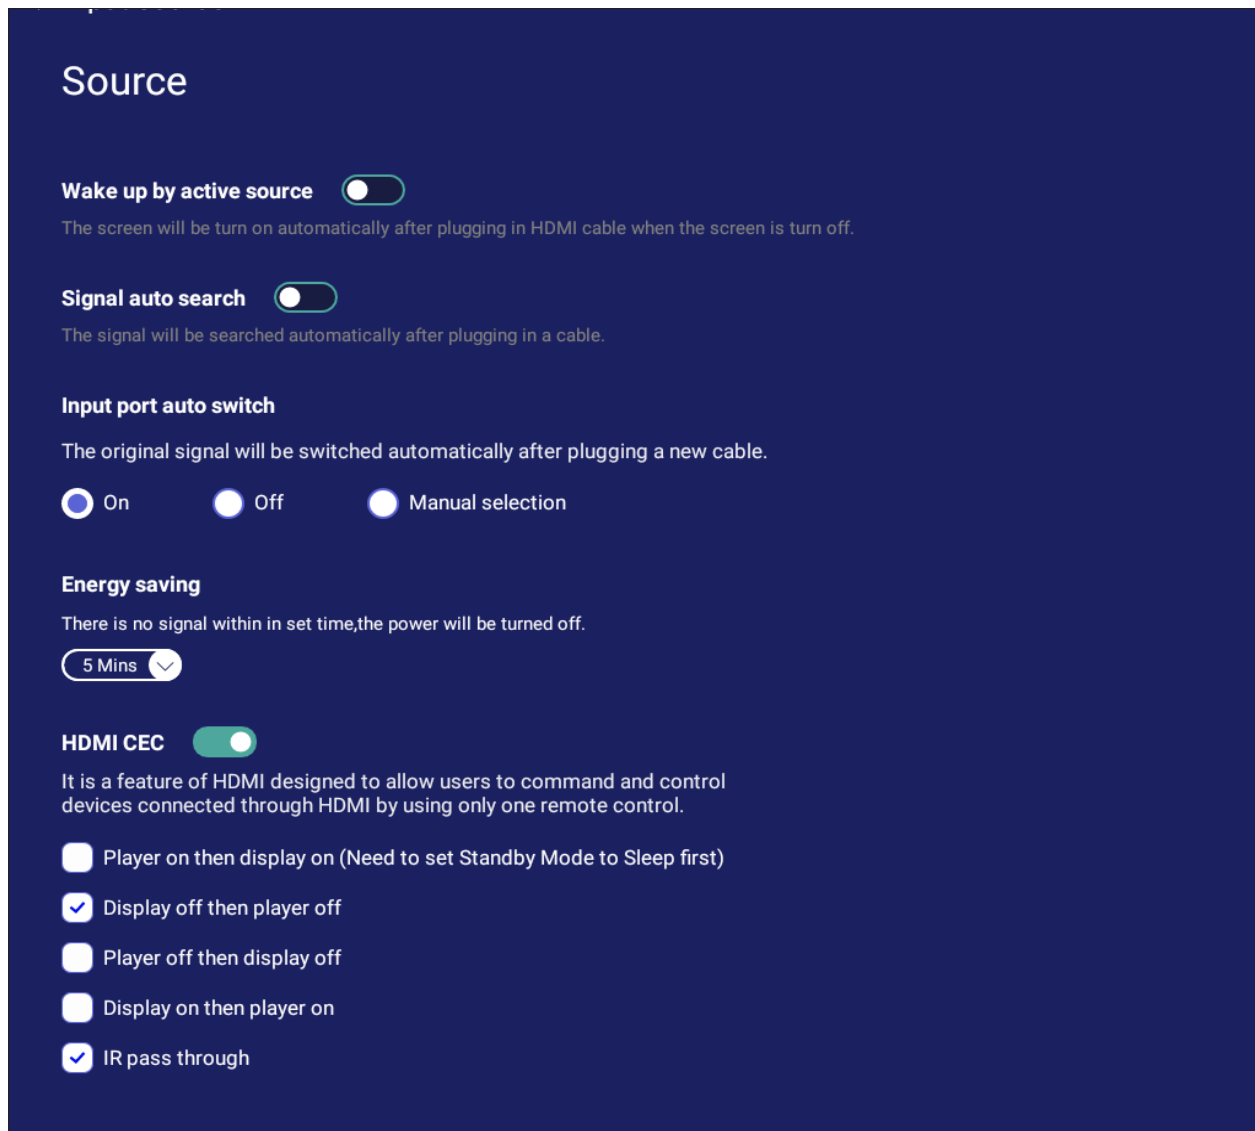 Source
Wake up by active source
The screen will be turn on automatically after plugging in HDMI cable when the screen is turn off.
Signal auto search
The signal will be searched automatically after plugging in a cable.
Input port auto switch
The original signal will be switched automatically after plugging a new cable.
On Off Manual selection
Energy saving
There is no signal within in set time,the power will be turned off.
5 Mins
HDMI CEC
It is a feature of HDMI designed to allow users to command and control
devices connected through HDMI by using only one remote control.
Player on then display on (Need to set Standby Mode to Sleep first)
Display off then player off
Player off then display off
Display on then player on
IR pass through